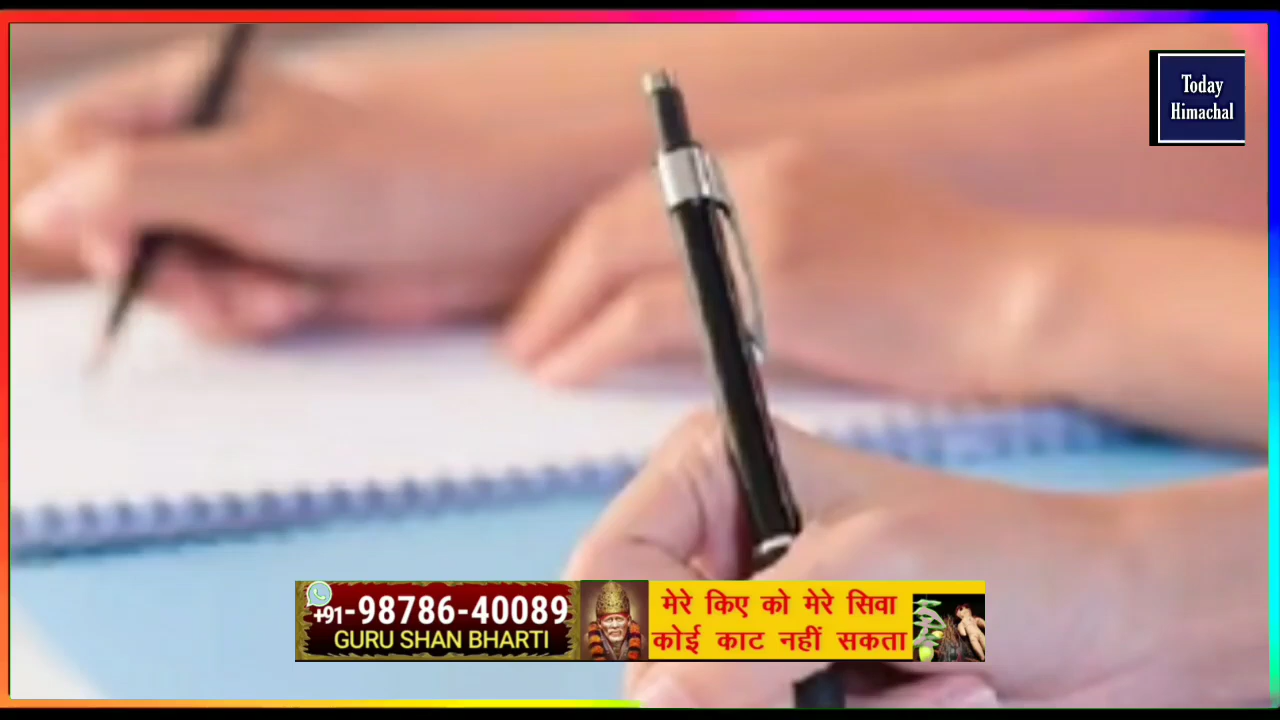 Today
Himachal
+91-98786-40089
GURU SHAN BHARTI
मेरे किए को मेरे सिवा
कोई काट नहीं सकता